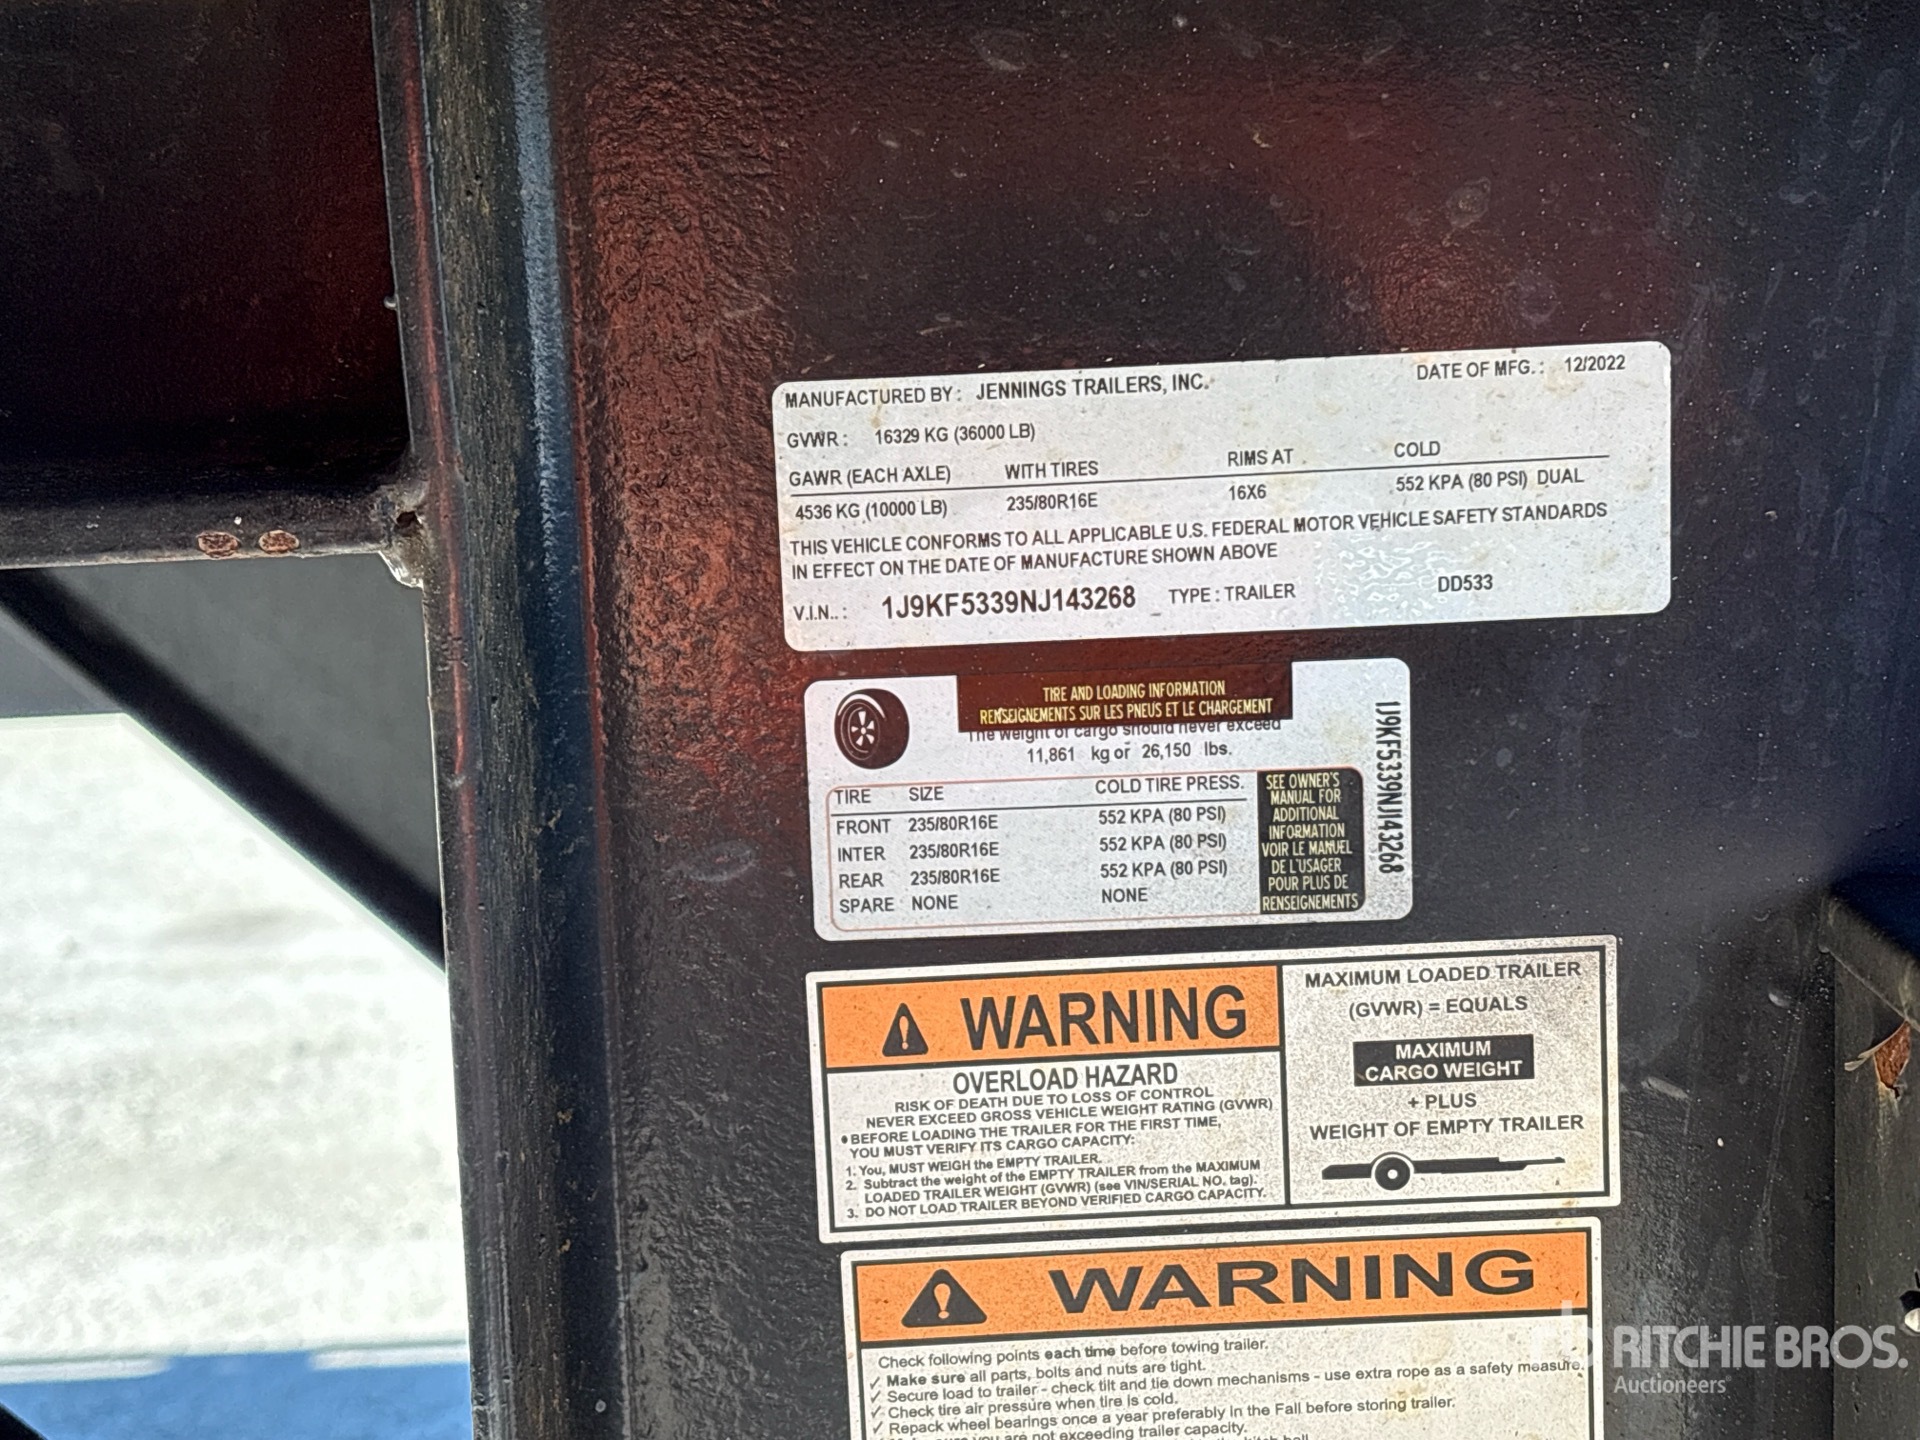 MANUFACTURED BY: JENNINGS TRAILERS, INC. DATE OF MFG.: 12/2022
GVWR: 16329 KG (36000 LB)
GAWR (EACH AXLE) WITH TIRES RIMS AT COLD
4536 KG (10000 LB) 235/80R16E 16X6 552 KPA (80 PSI) DUAL
THIS VEHICLE CONFORMS TO ALL APPLICABLE U.S. FEDERAL MOTOR VEHICLE SAFETY STANDARDS
IN EFFECT ON THE DATE OF MANUFACTURE SHOWN ABOVE
V.I.N..: 1J9KF5339NJ143268 TYPE: TRAILER DD533
TIRE AND LOADING INFORMATION
RENSEIGNEMENTS SUR LES PNEUS ET LE CHARGEMENT
The weight of cargo should never exceed
11,861 kg or 26,150 lbs.
TIRE SIZE COLD TIRE PRESS.
FRONT 235/80R16E 552 KPA (80 PSI)
INTER 235/80R16E 552 KPA (80 PSI)
REAR 235/80R16E 552 KPA (80 PSI)
SPARE NONE NONE
SEE OWNER'S
MANUAL FOR
ADDITIONAL
INFORMATION
VOIR LE MANUEL
DE L'USAGER
POUR PLUS DE
RENSEIGNEMENTS
1J9KF5339NJ143268
WARNING
OVERLOAD HAZARD
RISK OF DEATH DUE TO LOSS OF CONTROL
NEVER EXCEED GROSS VEHICLE WEIGHT RATING (GVWR)
•BEFORE LOADING THE TRAILER FOR THE FIRST TIME,
YOU MUST VERIFY ITS CARGO CAPACITY:
1. You, MUST WEIGH the EMPTY TRAILER.
2. Subtract the weight of the EMPTY TRAILER from the MAXIMUM
LOADED TRAILER WEIGHT (GVWR) (see VIN/SERIAL NO. tag).
3. DO NOT LOAD TRAILER BEYOND VERIFIED CARGO CAPACITY.
MAXIMUM LOADED TRAILER
(GVWR) = EQUALS
MAXIMUM
CARGO WEIGHT
+ PLUS
WEIGHT OF EMPTY TRAILER
WARNING
Check following points each time before towing trailer.
✓ Make sure all parts, bolts and nuts are tight.
✓ Secure load to trailer - check tilt and tie down mechanisms - use extra rope as a safety measure.
✓ Check tire air pressure when tire is cold.
✓ Repack wheel bearings once a year preferably in the Fall before storing trailer.
you are not exceeding trailer capacity.
RITCHIE BROS.
Auctioneers